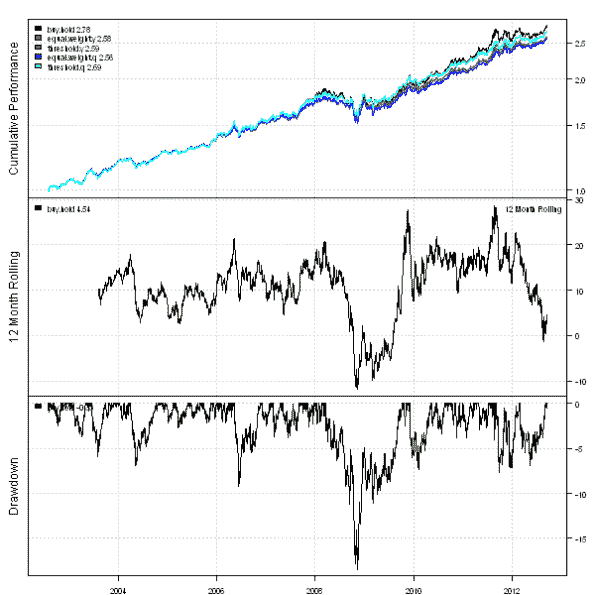 buy.hold 2.78
equal.weight.y 2.58
threshold.y 2.59
equal.weight.q 2.56
threshold.q 2.69
Cumulative Performance
2.5
2.0
1.5
1.0
buy.hold 4.54
12 Month Rolling
12 Month Rolling
30
20
10
0
-10
Drawdown
0
-5
-10
-15
2004
2006
2008
2010
2012